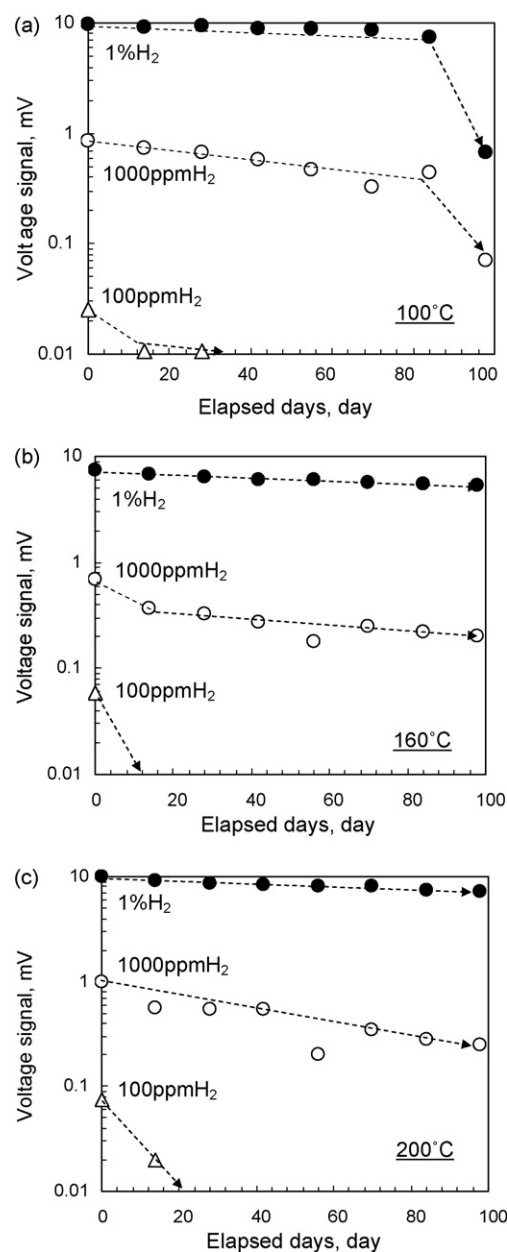 (a)
10
1%H2
1
1000ppmH2
0.1
100ppmH2
100°C
0.01
0 20 40 60 80 100
Elapsed days, day
Voltage signal, mV
(b)
10
1%H2
1
1000ppmH2
0.1
100ppmH2
160°C
0.01
0 20 40 60 80 100
Elapsed days, day
Voltage signal, mV
(c)
10
1%H2
1
1000ppmH2
0.1
100ppmH2
200°C
0.01
0 20 40 60 80 100
Elapsed days, day
Voltage signal, mV